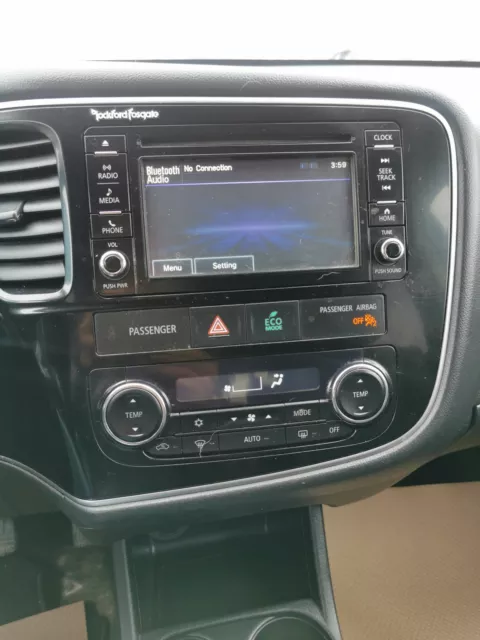 Rockford Fosgate
CLOCK
RADIO
MEDIA
PHONE
VOL
PUSH PWR
Bluetooth No Connection 3:59
Audio
Menu Setting
SEEK
TRACK
HOME
TUNE
PUSH SOUND
PASSENGER
ECO
MODE
PASSENGER AIRBAG
OFF
TEMP
MODE
TEMP
AUTO
OFF